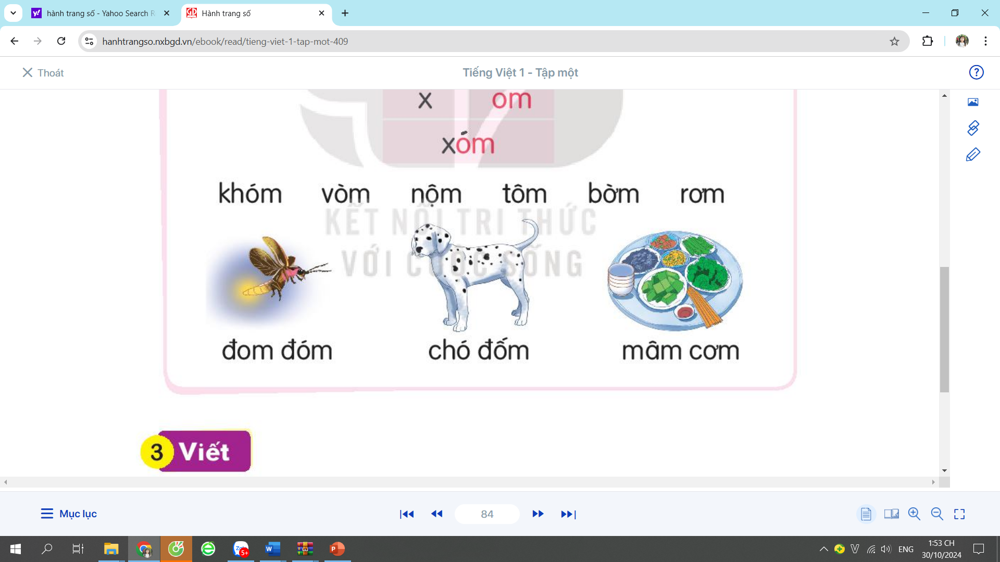 hành trang số - Yahoo Search R
Hành trang số
hanhtrangso.nxbgd.vn/ebook/read/tieng-viet-1-tap-mot-409
Thoát
Tiếng Việt 1 - Tập một
x om
xóm
khóm vòm nộm tôm bờm rơm
KẾT NỐI TRI THỨC
VỚI CUỘC SỐNG
đom đóm chó đốm mâm cơm
3 Viết
Mục lục
84
ENG
1:53 CH
30/10/2024
5+